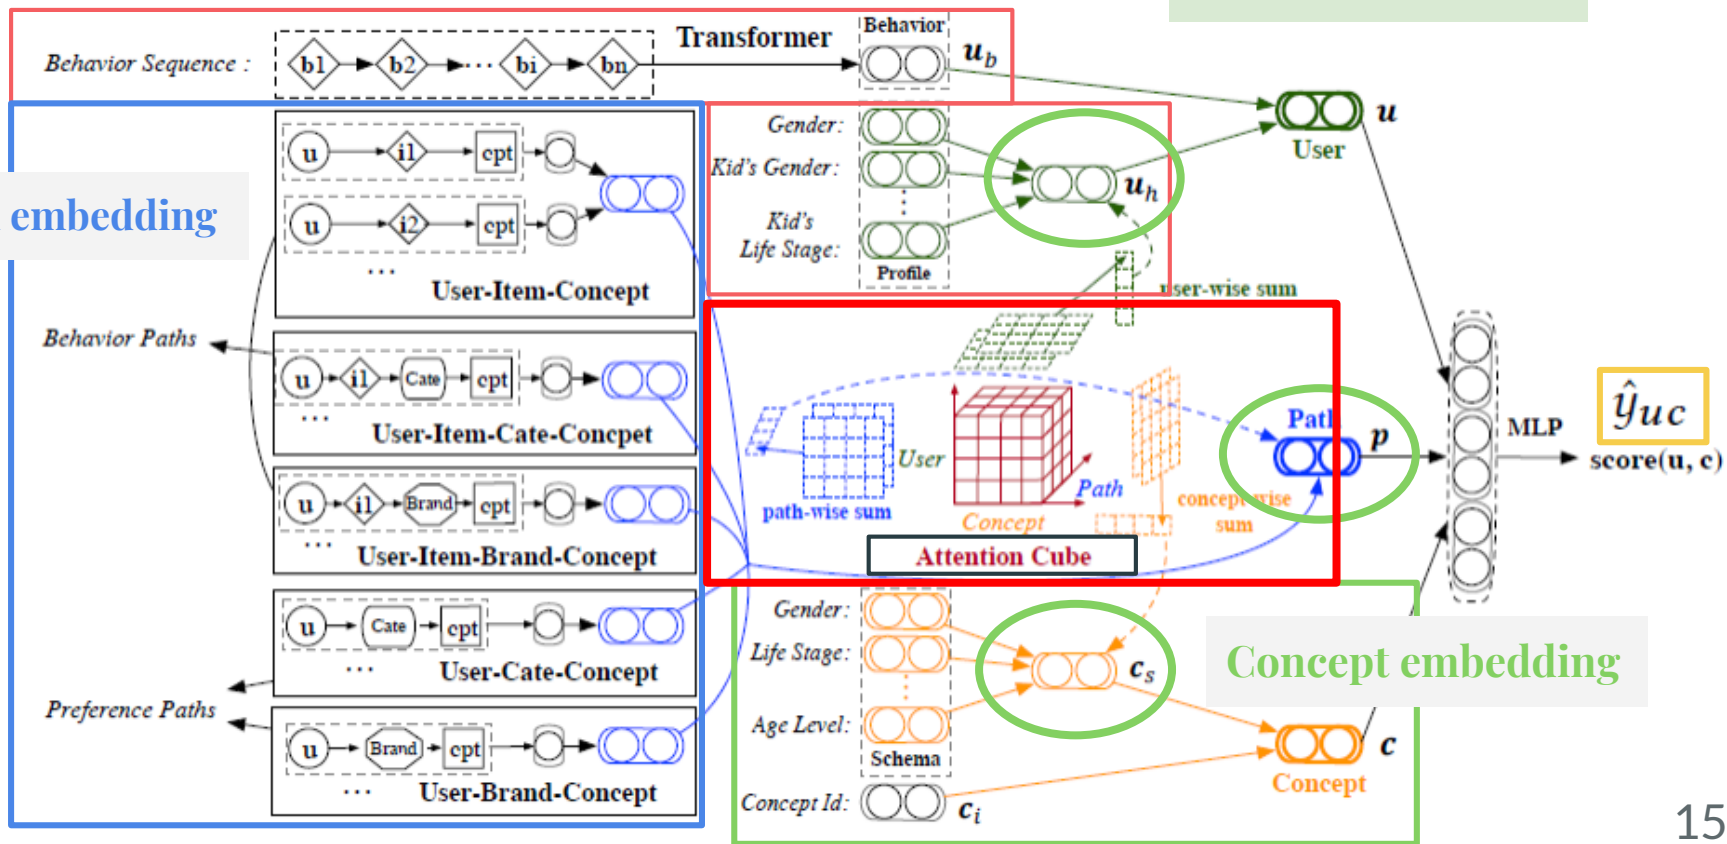 Behavior Sequence :
b1
b2
...
bi
bn
Transformer
Behavior
u_b
u
User
u
i1
cpt
u
i2
cpt
...
User-Item-Concept
embedding
Gender:
Kid's Gender:
⋮
Kid's
Life Stage:
Profile
u_h
user-wise sum
Behavior Paths
u
i1
Cate
cpt
...
User-Item-Cate-Concpet
u
i1
Brand
cpt
...
User-Item-Brand-Concept
path-wise sum
User
Path
Concept
concept-wise
sum
Attention Cube
Path
p
MLP
ŷ_uc
score(u, c)
u
Cate
cpt
...
User-Cate-Concept
Preference Paths
u
Brand
cpt
...
User-Brand-Concept
Gender:
Life Stage:
⋮
Age Level:
Schema
Concept Id:
c_i
c_s
Concept embedding
c
Concept
15